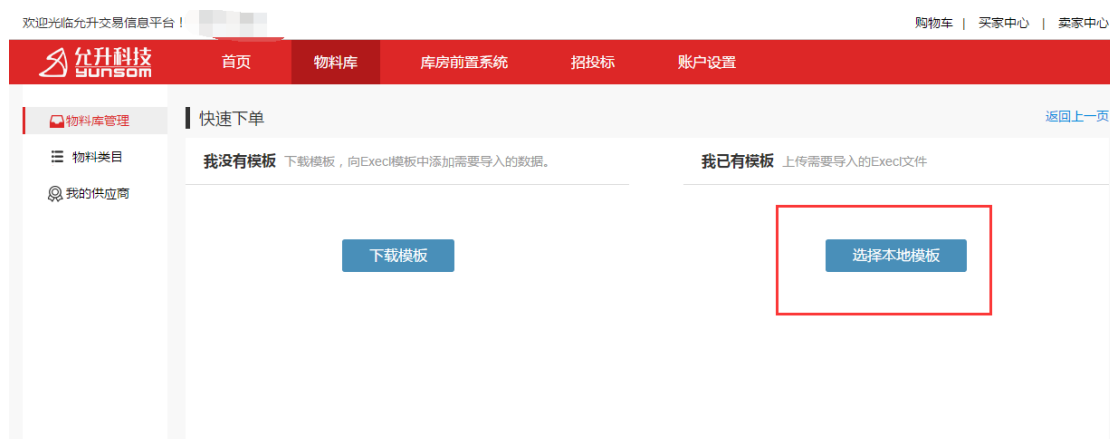 欢迎光临允升交易信息平台！
购物车 | 买家中心 | 卖家中心
允升科技 首页 物料库 库房前置系统 招投标 账户设置
YUNSOM
物料库管理
物料类目
我的供应商
快速下单 返回上一页
我没有模板 下载模板，向Execl模板中添加需要导入的数据。
我已有模板 上传需要导入的Execl文件
下载模板
选择本地模板